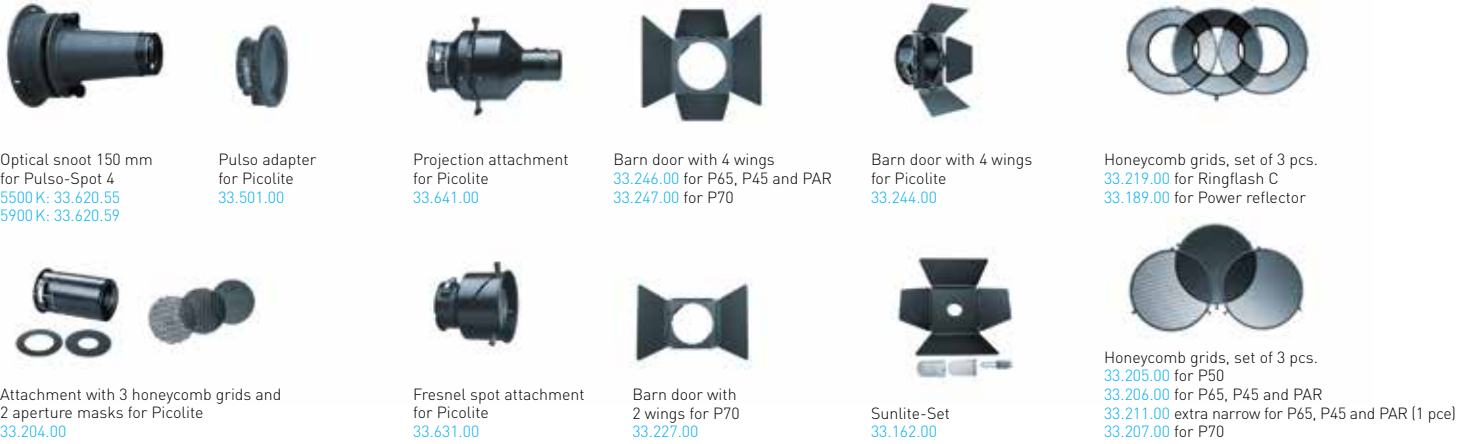 Optical snoot 150 mm
for Pulso-Spot 4
5500 K: 33.620.55
5900 K: 33.620.59
Pulso adapter
for Picolite
33.501.00
Projection attachment
for Picolite
33.641.00
Barn door with 4 wings
33.246.00 for P65, P45 and PAR
33.247.00 for P70
Barn door with 4 wings
for Picolite
33.244.00
Honeycomb grids, set of 3 pcs.
33.219.00 for Ringflash C
33.189.00 for Power reflector
Attachment with 3 honeycomb grids and
2 aperture masks for Picolite
33.204.00
Fresnel spot attachment
for Picolite
33.631.00
Barn door with
2 wings for P70
33.227.00
Sunlite-Set
33.162.00
Honeycomb grids, set of 3 pcs.
33.205.00 for P50
33.206.00 for P65, P45 and PAR
33.211.00 extra narrow for P65, P45 and PAR (1 pce)
33.207.00 for P70